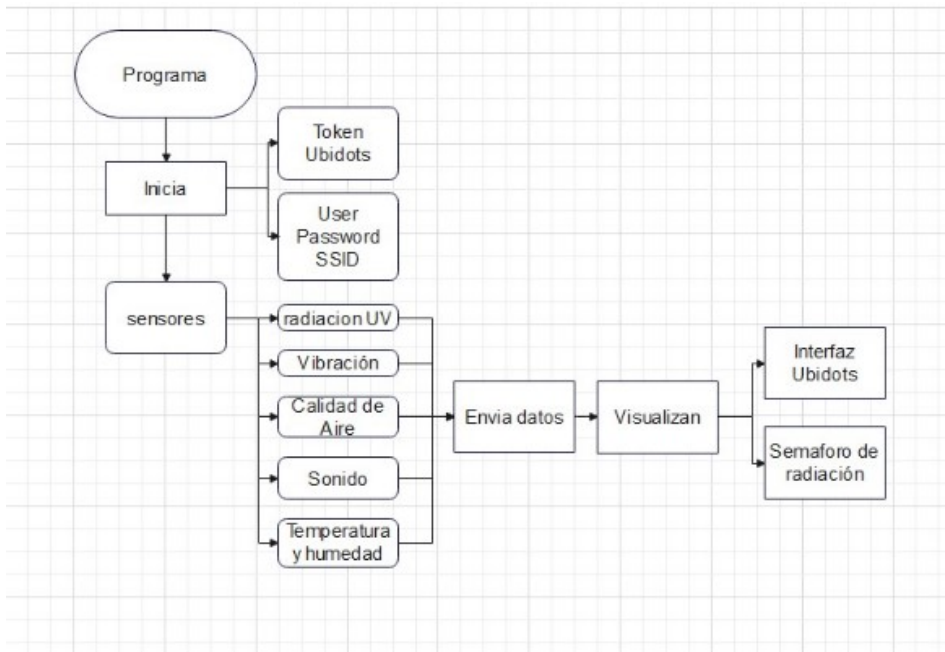 Programa
Inicia
Token
Ubidots
User
Password
SSID
sensores
radiacion UV
Vibración
Calidad de
Aire
Sonido
Temperatura
y humedad
Envia datos
Visualizan
Interfaz
Ubidots
Semaforo de
radiación